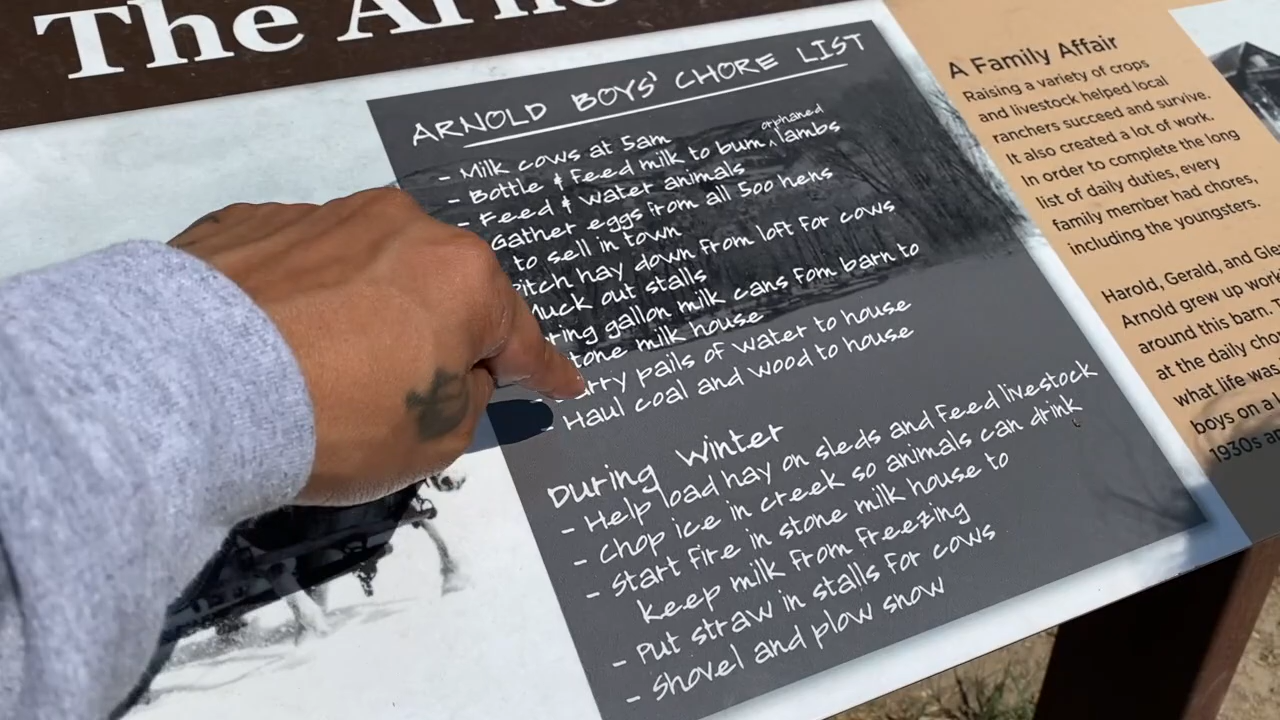 The Arno
ARNOLD BOYS' CHORE LIST
- Milk cows at 5am
- Bottle & Feed milk to bum ^ orphaned lambs
- Feed & water animals
Gather eggs from all 500 hens
to sell in town
Pitch hay down from loft for cows
Muck out stalls
ring gallon milk cans fom barn to
tone milk house
arry pails of water to house
- Haul coal and wood to house
During Winter
- Help load hay on sleds and feed livestock
- Chop ice in creek so animals can drink
- Start fire in stone milk house to
keep milk from freezing
- Put straw in stalls for cows
- Shovel and plow snow
A Family Affair
Raising a variety of crops
and livestock helped local
ranchers succeed and survive.
It also created a lot of work.
In order to complete the long
list of daily duties, every
family member had chores,
including the youngsters.
Harold, Gerald, and Gle
Arnold grew up work
around this barn. T
at the daily cho
what life was
boys on a
1930s a